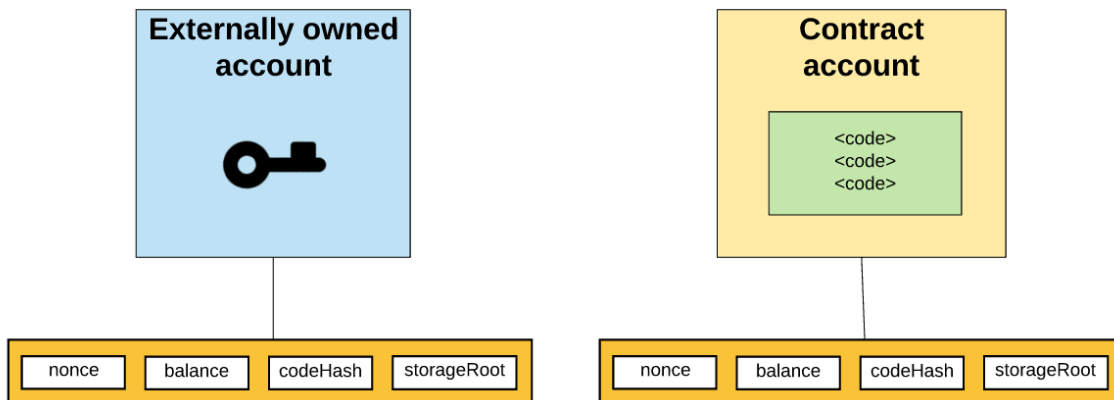 Externally owned
account
Contract
account
<code>
<code>
<code>
nonce
balance
codeHash
storageRoot
nonce
balance
codeHash
storageRoot